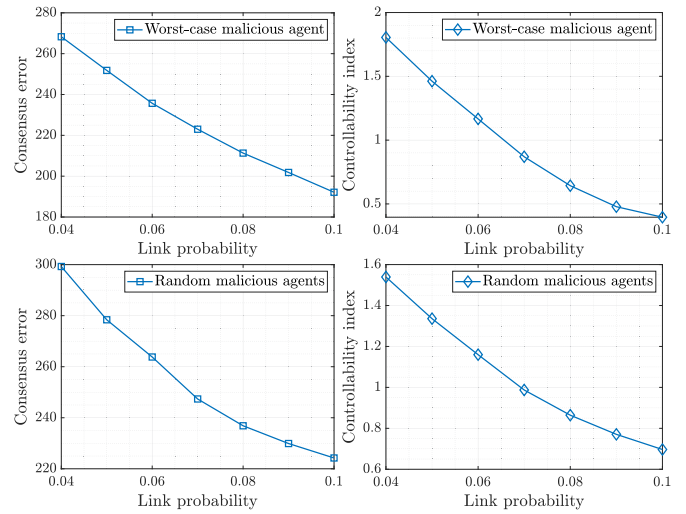 280
260
240
220
200
180
Consensus error
Worst-case malicious agent
0.04 0.06 0.08 0.1
Link probability
2
1.5
1
0.5
Controllability index
Worst-case malicious agent
0.04 0.06 0.08 0.1
Link probability
300
280
260
240
220
Consensus error
Random malicious agents
0.04 0.06 0.08 0.1
Link probability
1.6
1.4
1.2
1
0.8
0.6
Controllability index
Random malicious agents
0.04 0.06 0.08 0.1
Link probability